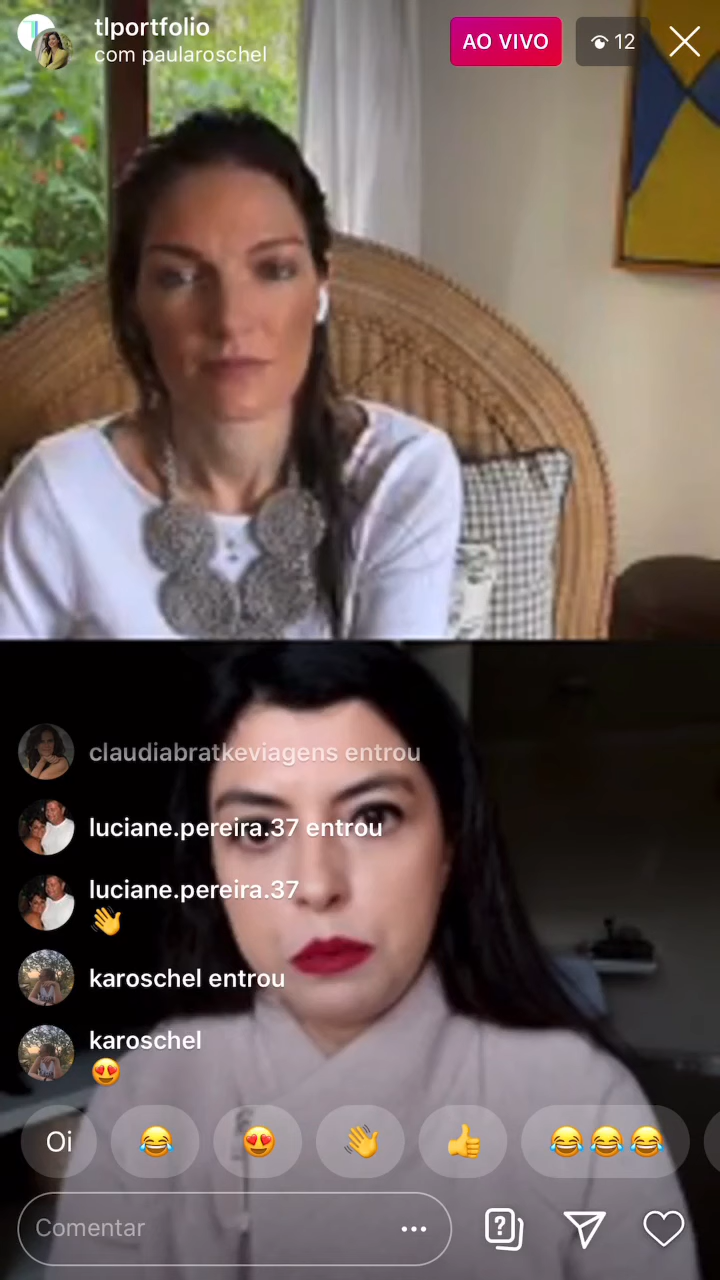 tlportfolio
com paularoschel
AO VIVO
12
claudiabratkeviagens entrou
luciane.pereira.37 entrou
luciane.pereira.37
👋
karoschel entrou
karoschel
😍
Oi 😂 😍 👋 👍 😂😂😂
Comentar